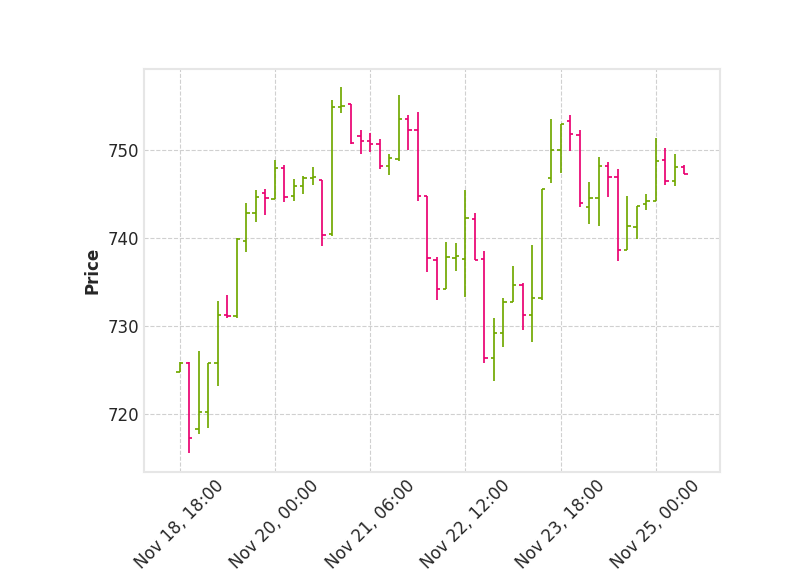 Price
750
740
730
720
Nov 18, 18:00
Nov 20, 00:00
Nov 21, 06:00
Nov 22, 12:00
Nov 23, 18:00
Nov 25, 00:00